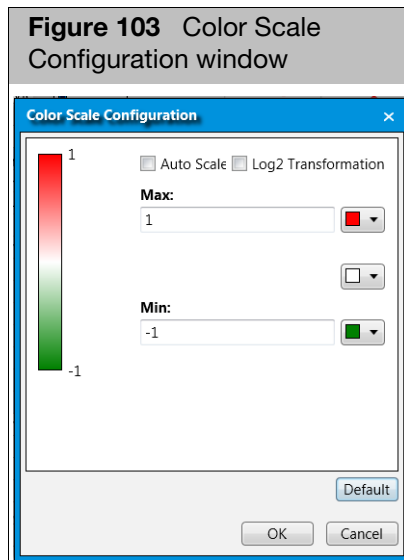 Figure 103 Color Scale
Configuration window
Color Scale Configuration
1
Auto Scale Log2 Transformation
Max:
1
Min:
-1
-1
Default
OK Cancel